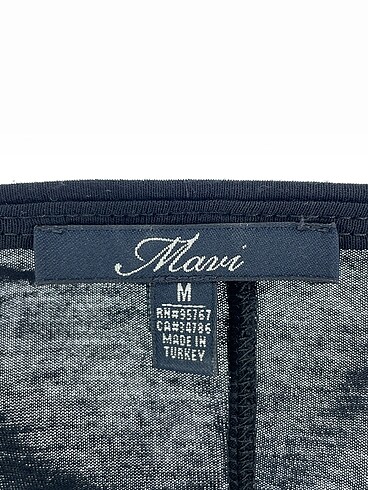 Mavi
M
RN#95767
CA#34786
MADE IN
TURKEY